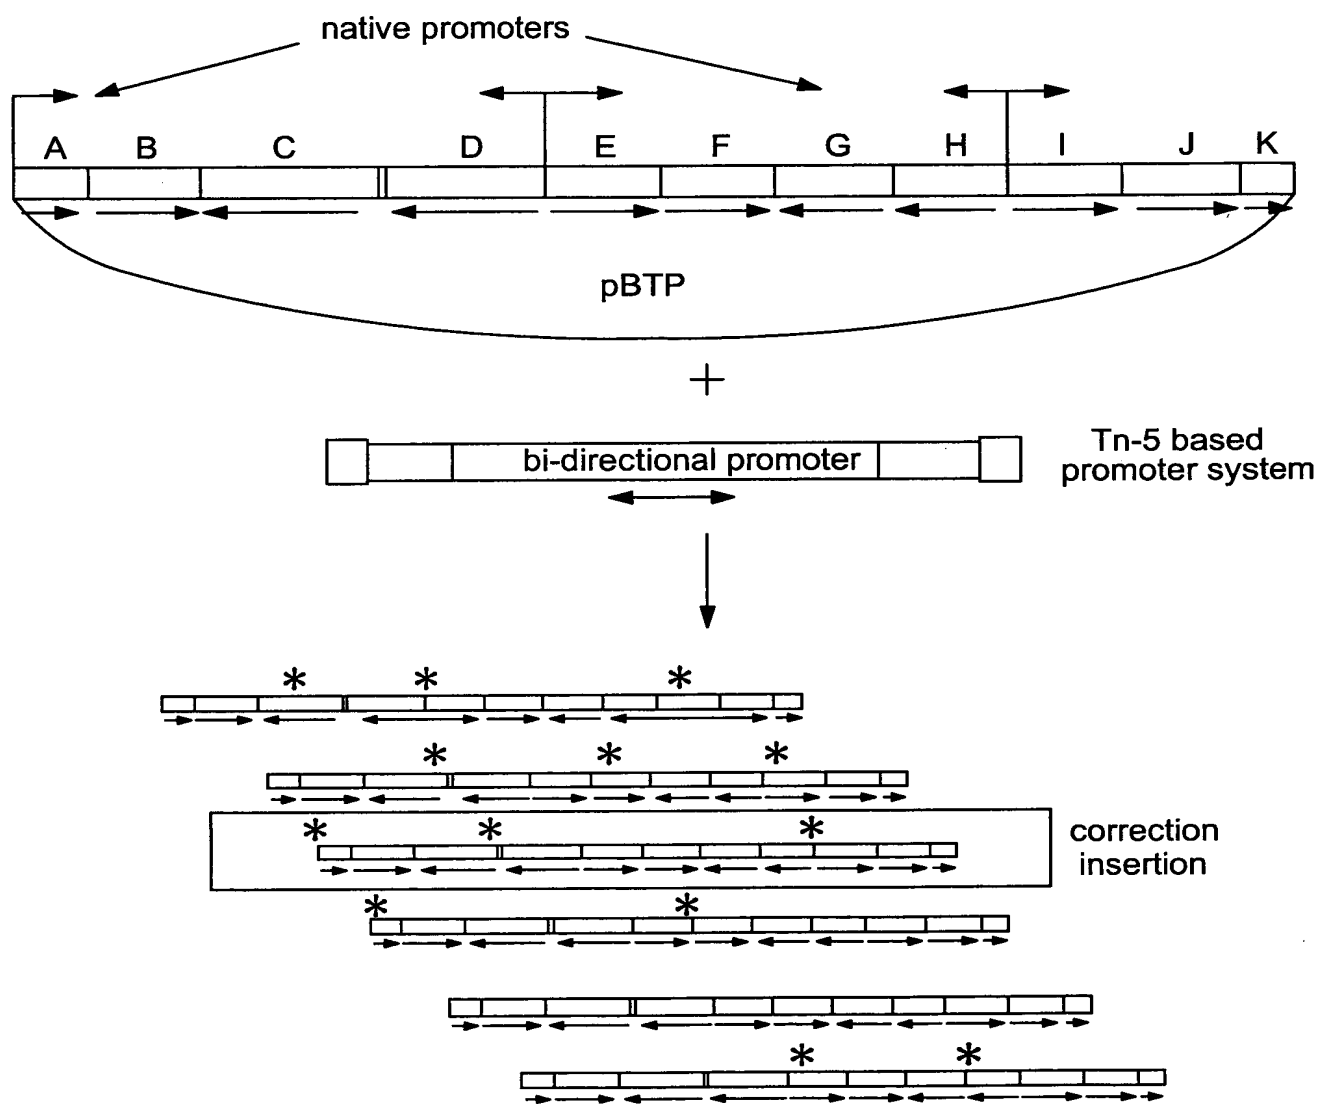 native promoters
A B C D E F G H I J K
pBTP
+
bi-directional promoter
Tn-5 based
promoter system
* * *
* * *
* * *
correction
insertion
* *
* *